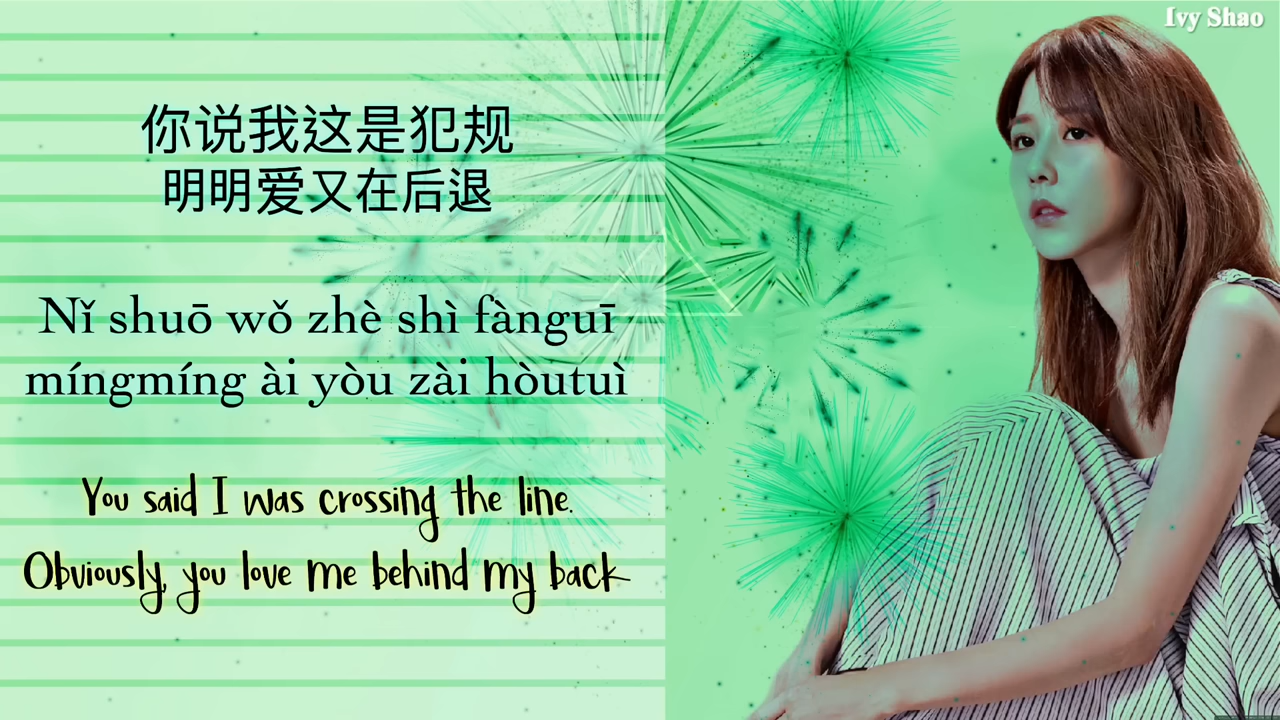 Ivy Shao
你说我这是犯规
明明爱又在后退
Nǐ shuō wǒ zhè shì fànguī
míngmíng ài yòu zài hòutuì
You said I was crossing the line.
Obviously, you love me behind my back